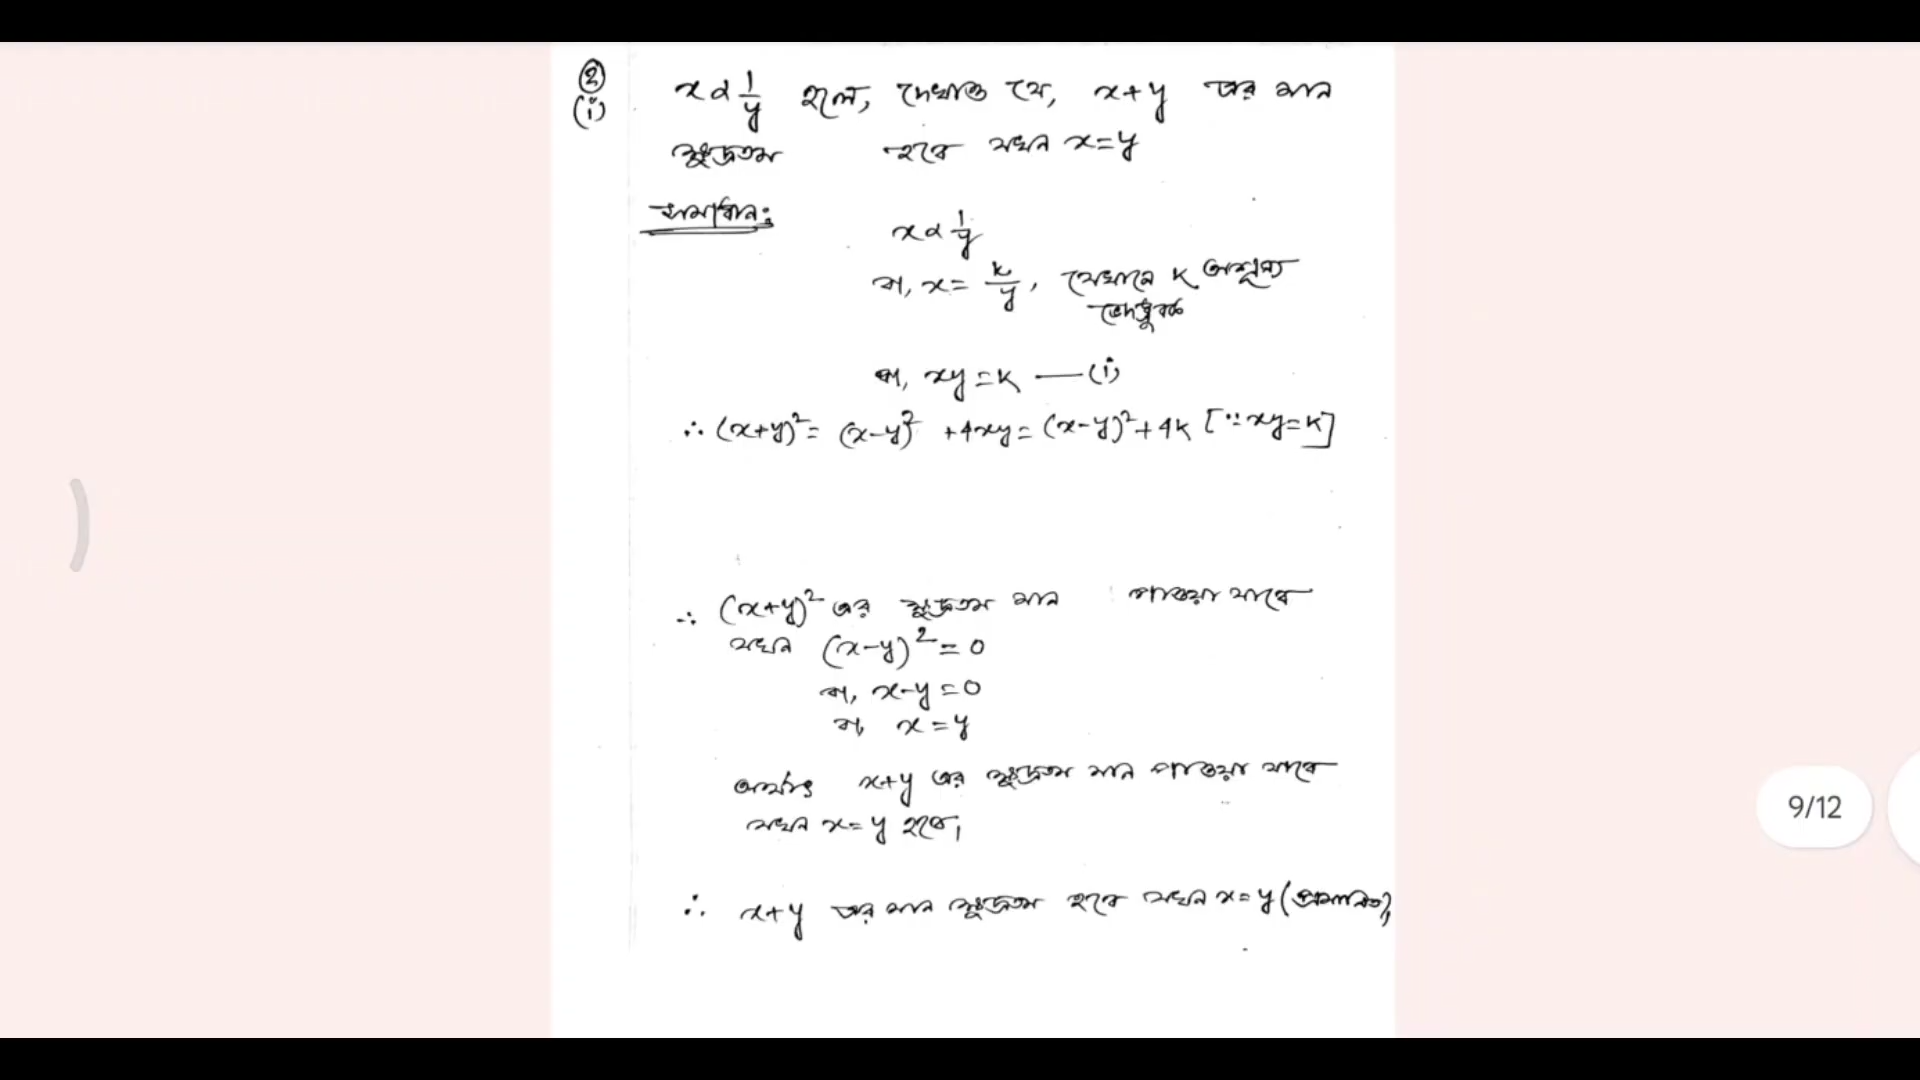 ②
(i)
x ∝ 1/y হলে, দেখাও যে, x+y এর মান
ক্ষুদ্রতম হবে যখন x=y
সমাধান:
x ∝ 1/y
বা, x = k/y, যেখানে k অশূন্য
ভেদধ্রুবক
বা, xy = k —(i)
∴ (x+y)² = (x-y)² + 4xy = (x-y)² + 4k [∵ xy=k]
∴ (x+y)² এর ক্ষুদ্রতম মান পাওয়া যাবে
যখন (x-y)² = 0
বা, x-y = 0
বা, x = y
অর্থাৎ x+y এর ক্ষুদ্রতম মান পাওয়া যাবে
যখন x=y হবে।
∴ x+y এর মান ক্ষুদ্রতম হবে যখন x=y (প্রমাণিত)
9/12